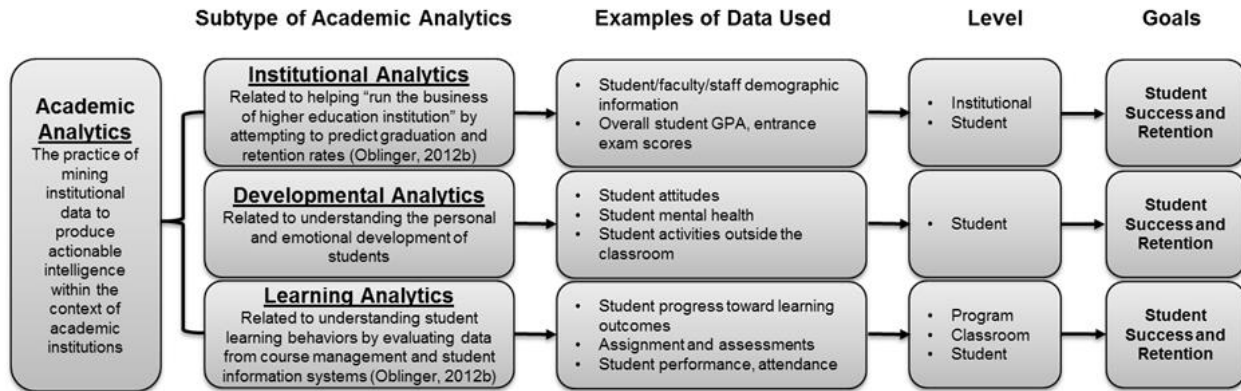 Subtype of Academic Analytics
Examples of Data Used
Level
Goals
Academic
Analytics
The practice of
mining
institutional
data to
produce
actionable
intelligence
within the
context of
academic
institutions
Institutional Analytics
Related to helping “run the business
of higher education institution” by
attempting to predict graduation and
retention rates (Oblinger, 2012b)
• Student/faculty/staff demographic
information
• Overall student GPA, entrance
exam scores
• Institutional
• Student
Student
Success and
Retention
Developmental Analytics
Related to understanding the personal
and emotional development of
students
• Student attitudes
• Student mental health
• Student activities outside the
classroom
• Student
Student
Success and
Retention
Learning Analytics
Related to understanding student
learning behaviors by evaluating data
from course management and student
information systems (Oblinger, 2012b)
• Student progress toward learning
outcomes
• Assignment and assessments
• Student performance, attendance
• Program
• Classroom
• Student
Student
Success and
Retention